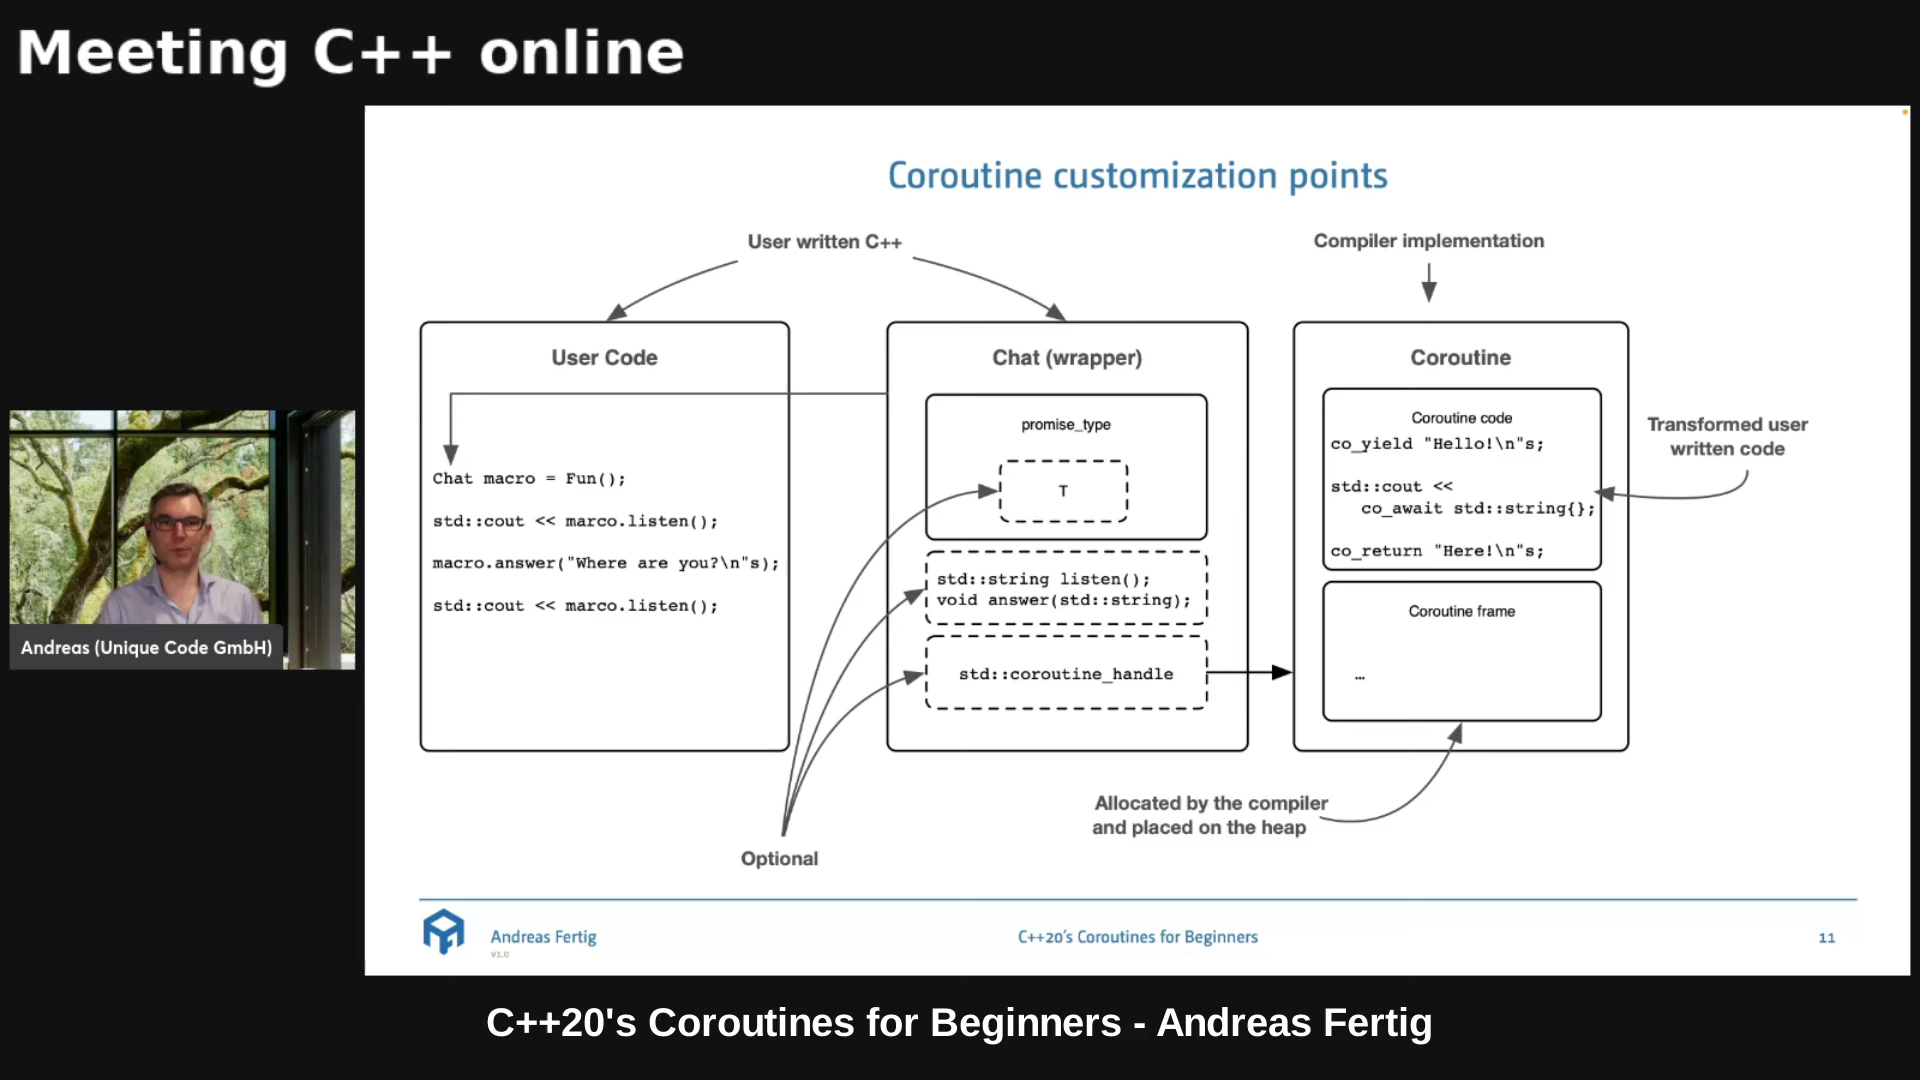 Meeting C++ online
Coroutine customization points
User written C++
Compiler implementation
User Code
Chat macro = Fun();
std::cout << marco.listen();
macro.answer("Where are you?\n"s);
std::cout << marco.listen();
Chat (wrapper)
promise_type
T
std::string listen();
void answer(std::string);
std::coroutine_handle
Coroutine
Coroutine code
co_yield "Hello!\n"s;
std::cout <<
co_await std::string{};
co_return "Here!\n"s;
Coroutine frame
…
Transformed user
written code
Allocated by the compiler
and placed on the heap
Optional
Andreas (Unique Code GmbH)
Andreas Fertig
v1.0
C++20's Coroutines for Beginners
11
C++20's Coroutines for Beginners - Andreas Fertig